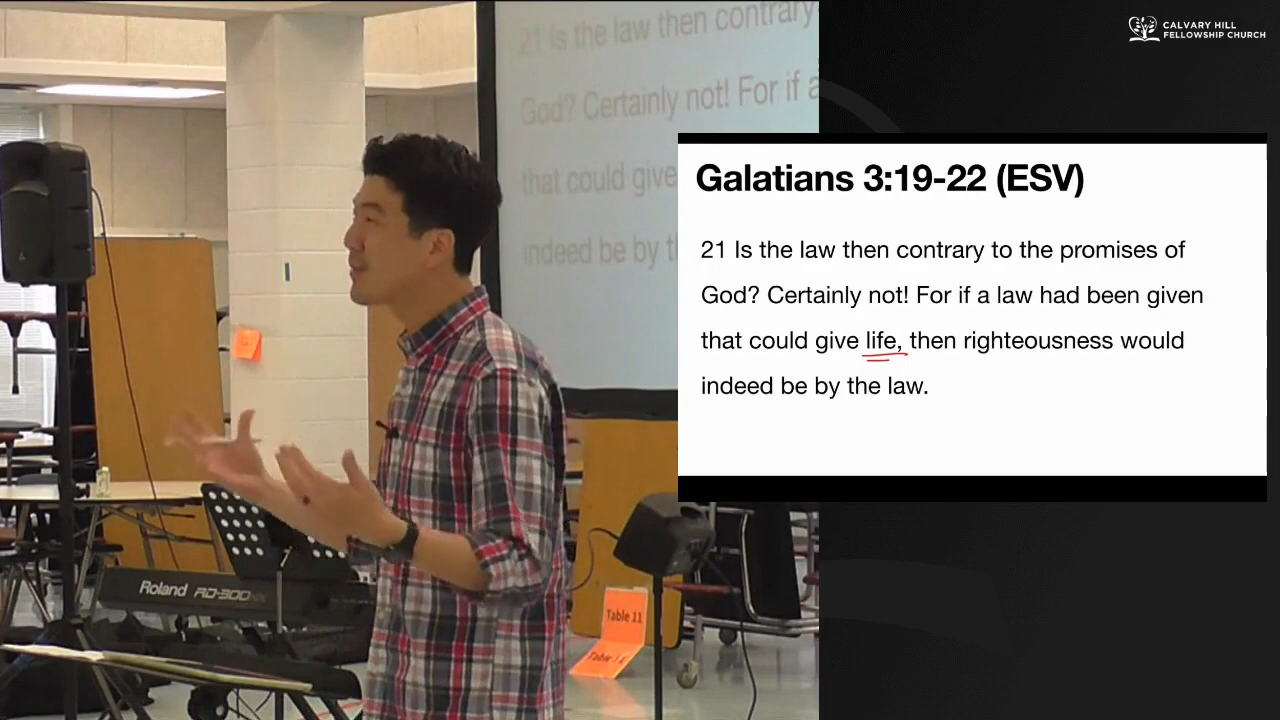 CALVARY HILL
FELLOWSHIP CHURCH
21 Is the law then contrary
God? Certainly not! For if a
that could give
indeed be by the
Galatians 3:19-22 (ESV)
21 Is the law then contrary to the promises of
God? Certainly not! For if a law had been given
that could give life, then righteousness would
indeed be by the law.
Roland RD-300
Table 11